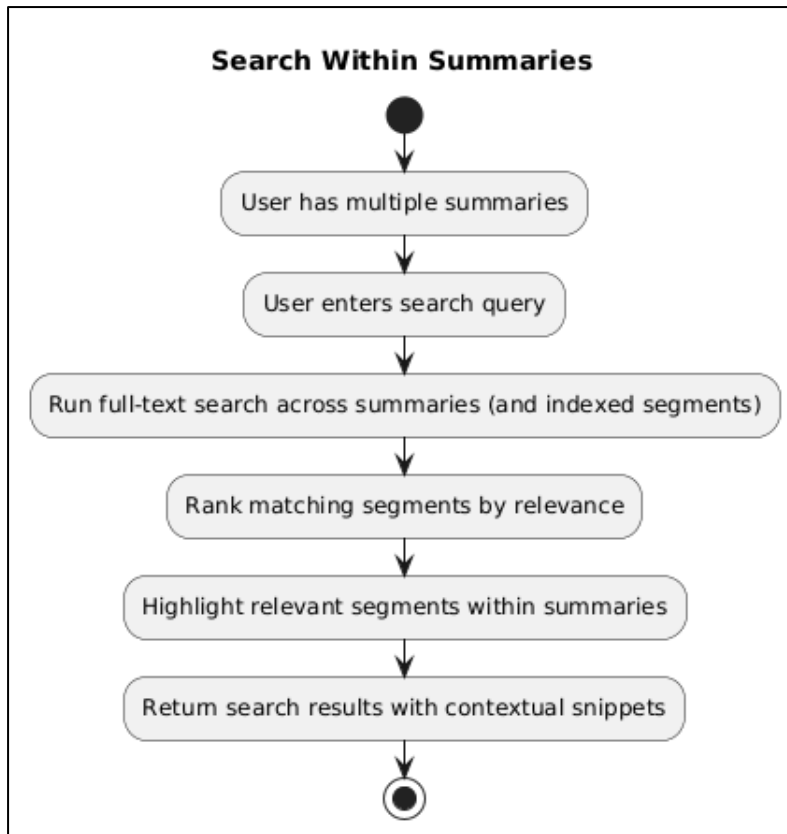 Search Within Summaries
User has multiple summaries
User enters search query
Run full-text search across summaries (and indexed segments)
Rank matching segments by relevance
Highlight relevant segments within summaries
Return search results with contextual snippets